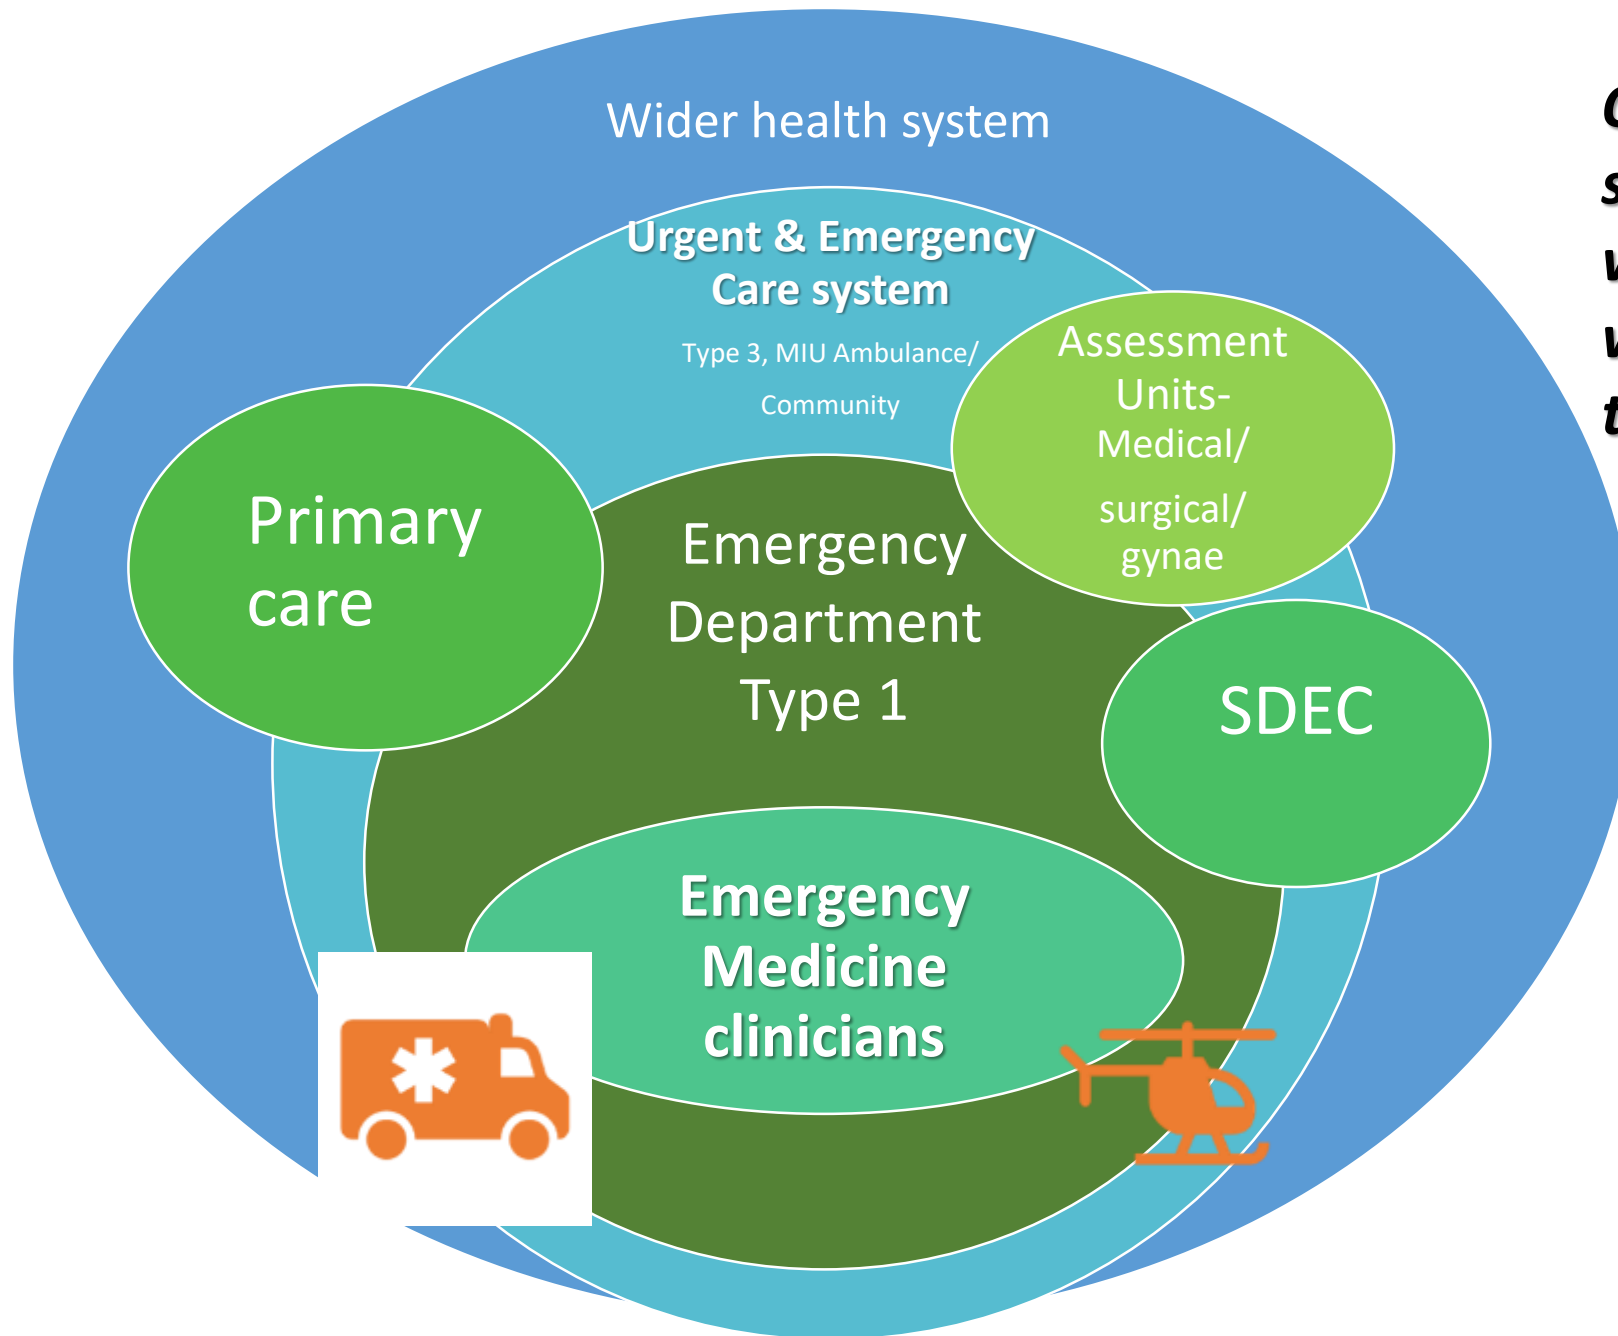 Wider health system
Urgent & Emergency
Care system
Type 3, MIU Ambulance/
Community
Assessment
Units-
Medical/
surgical/
gynae
Primary
care
Emergency
Department
Type 1
SDEC
Emergency
Medicine
clinicians